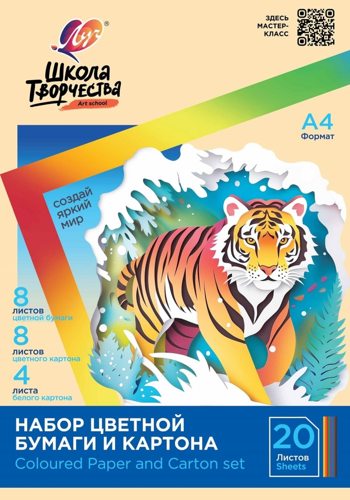 Луч
Школа
Творчества
Art school
ЗДЕСЬ
МАСТЕР-
КЛАСС
А4
Формат
создай
яркий
мир
8
листов
цветной бумаги
8
листов
цветного картона
4
листа
белого картона
НАБОР ЦВЕТНОЙ
БУМАГИ И КАРТОНА
Coloured Paper and Carton set
20
Листов
Sheets